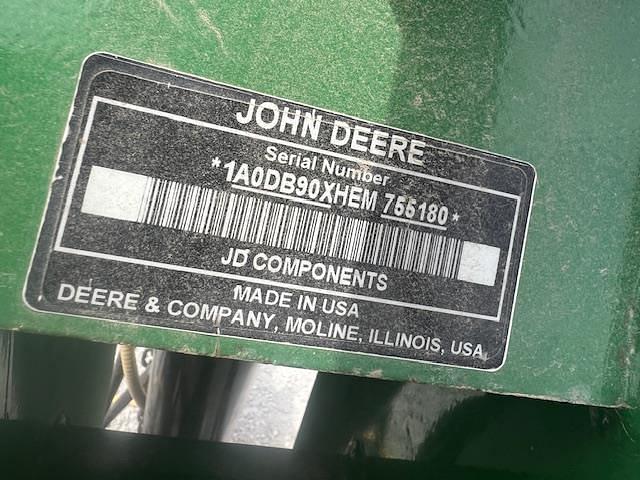 JOHN DEERE
Serial Number
*1A0DB90XHEM 755180*
JD COMPONENTS
MADE IN USA
DEERE & COMPANY, MOLINE, ILLINOIS, USA